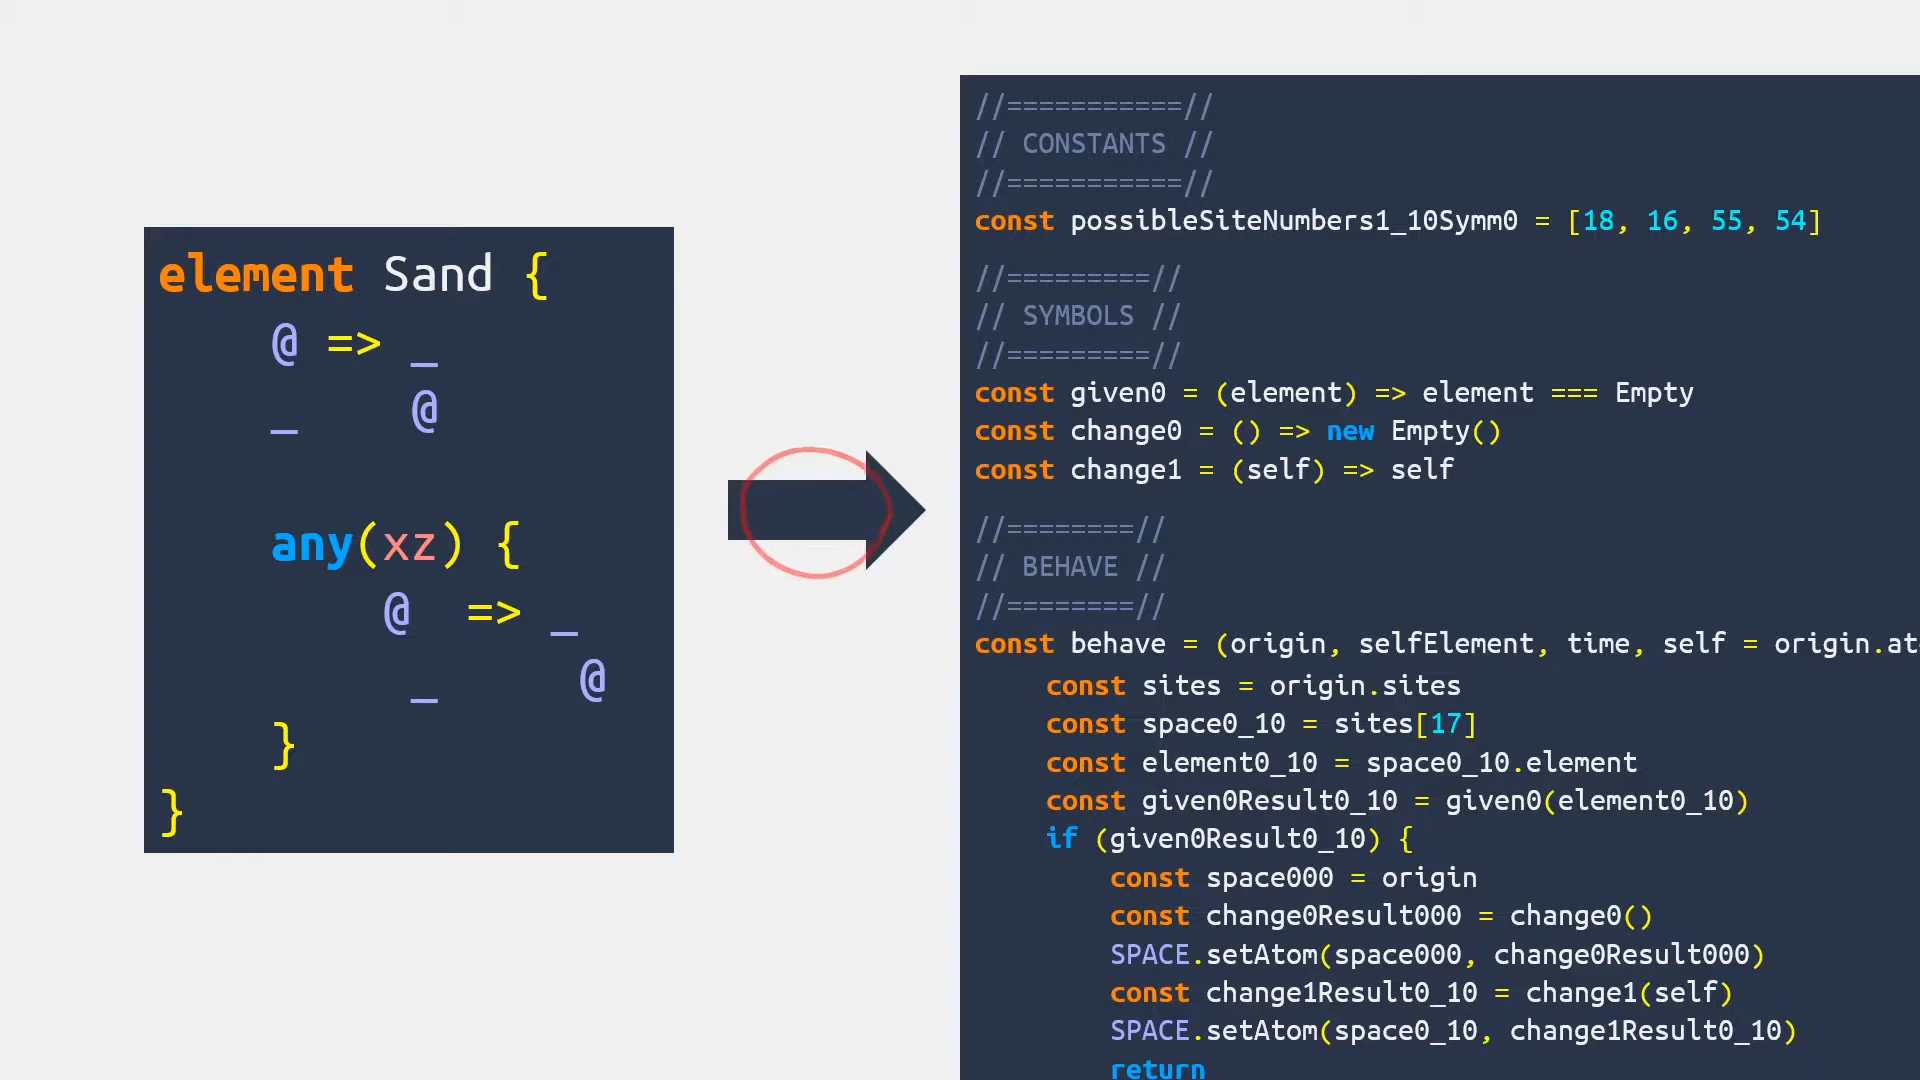 element Sand {
@ => _
_ @
any(xz) {
@ => _
_ @
}
}
//===========//
// CONSTANTS //
//===========//
const possibleSiteNumbers1_10Symm0 = [18, 16, 55, 54]
//=========//
// SYMBOLS //
//=========//
const given0 = (element) => element === Empty
const change0 = () => new Empty()
const change1 = (self) => self
//========//
// BEHAVE //
//========//
const behave = (origin, selfElement, time, self = origin.at
const sites = origin.sites
const space0_10 = sites[17]
const element0_10 = space0_10.element
const given0Result0_10 = given0(element0_10)
if (given0Result0_10) {
const space000 = origin
const change0Result000 = change0()
SPACE.setAtom(space000, change0Result000)
const change1Result0_10 = change1(self)
SPACE.setAtom(space0_10, change1Result0_10)
return